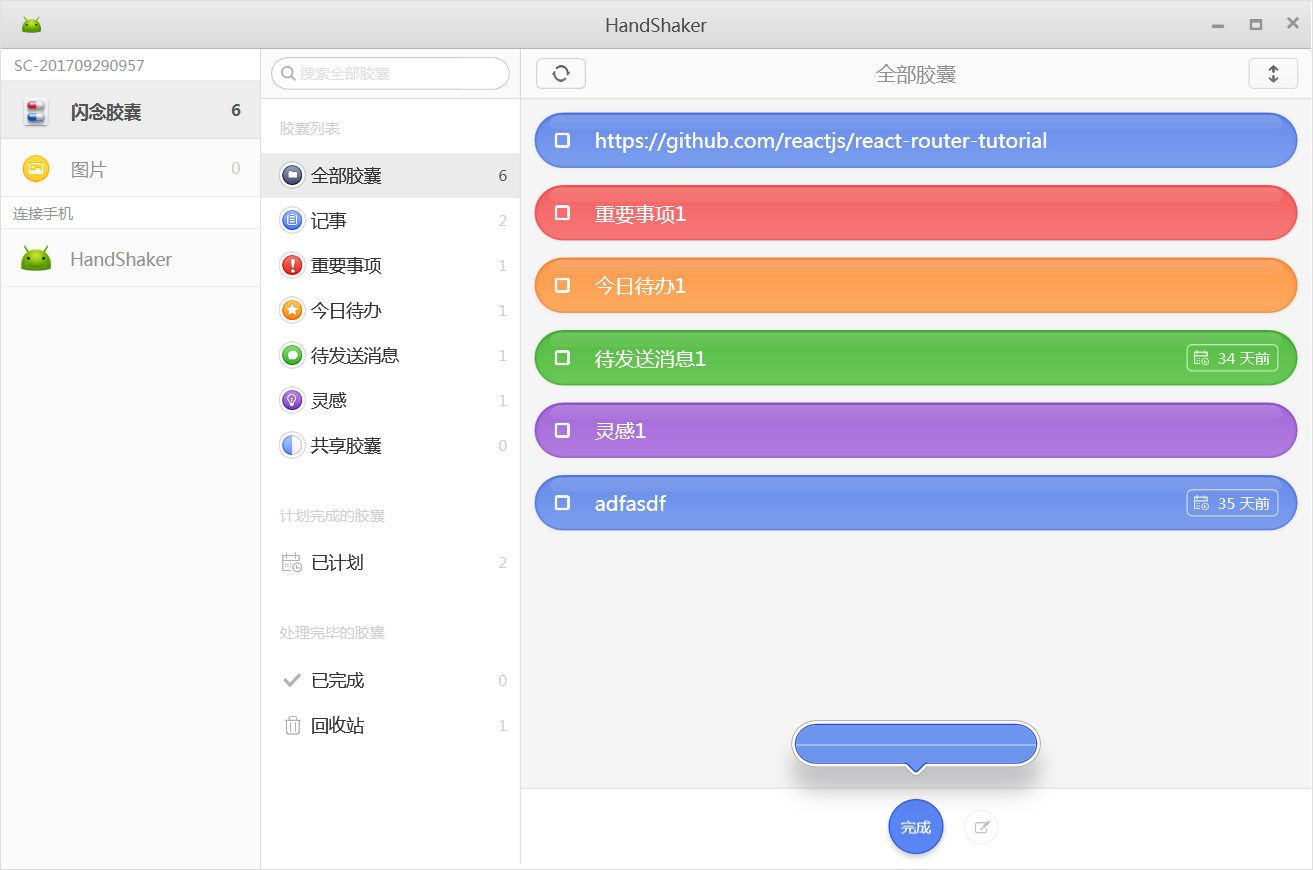 HandShaker
SC-201709290957
闪念胶囊 6
图片 0
连接手机
HandShaker
搜索全部胶囊
胶囊列表
全部胶囊 6
记事 2
重要事项 1
今日待办 1
待发送消息 1
灵感 1
共享胶囊 0
计划完成的胶囊
已计划 2
处理完毕的胶囊
已完成 0
回收站 1
全部胶囊
https://github.com/reactjs/react-router-tutorial
重要事项1
今日待办1
待发送消息1 34 天前
灵感1
adfasdf 35 天前
完成